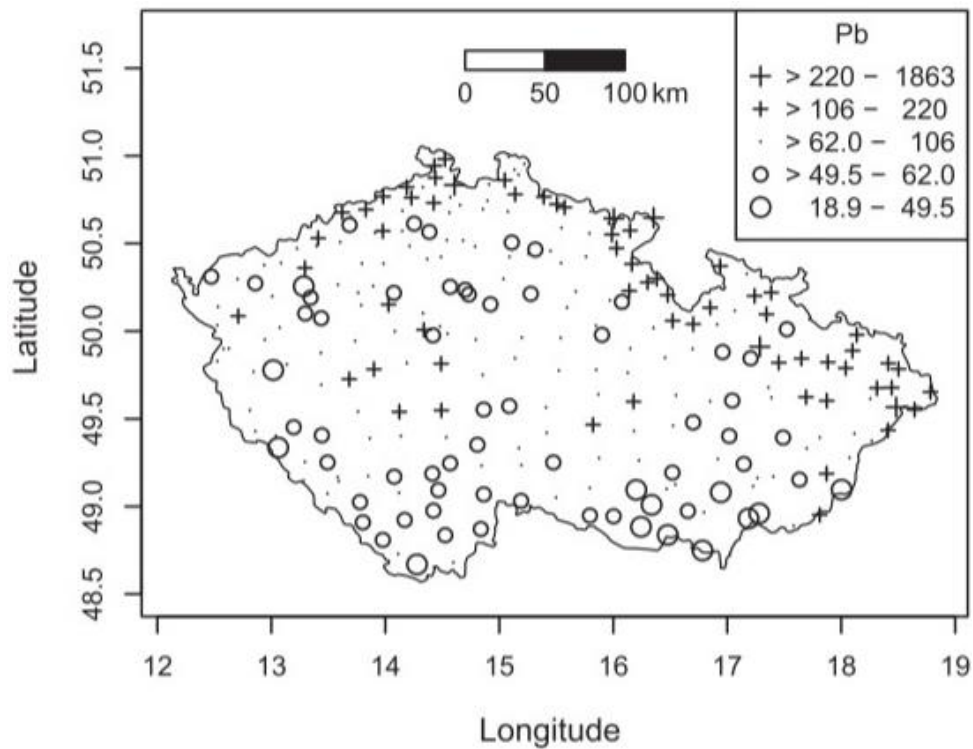 Pb
> 220 – 1863
> 106 – 220
> 62.0 – 106
> 49.5 – 62.0
18.9 – 49.5
0 50 100 km
51.5
51.0
50.5
50.0
49.5
49.0
48.5
Latitude
12 13 14 15 16 17 18 19
Longitude